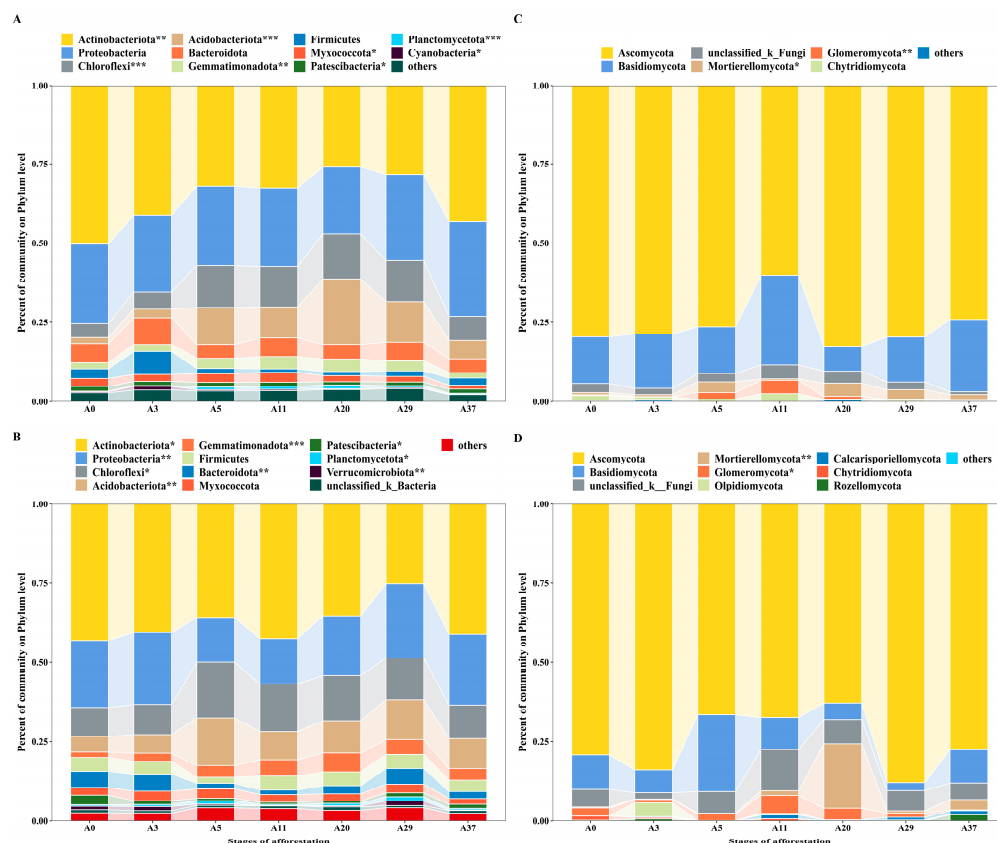 A
Actinobacteriota** Acidobacteriota*** Firmicutes Planctomycetota***
Proteobacteria Bacteroidota Myxococcota* Cyanobacteria*
Chloroflexi*** Gemmatimonadota** Patescibacteria* others
Percent of community on Phylum level
1.00
0.75
0.50
0.25
0.00
A0 A3 A5 A11 A20 A29 A37
C
Ascomycota unclassified_k_Fungi Glomeromycota** others
Basidiomycota Mortierellomycota* Chytridiomycota
Percent of community on Phylum level
1.00
0.75
0.50
0.25
0.00
A0 A3 A5 A11 A20 A29 A37
B
Actinobacteriota* Gemmatimonadota*** Patescibacteria* others
Proteobacteria** Firmicutes Planctomycetota*
Chloroflexi* Bacteroidota** Verrucomicrobiota**
Acidobacteriota** Myxococcota unclassified_k_Bacteria
Percent of community on Phylum level
1.00
0.75
0.50
0.25
0.00
A0 A3 A5 A11 A20 A29 A37
Stages of afforestation
D
Ascomycota Mortierellomycota** Calcarisporiellomycota others
Basidiomycota Glomeromycota* Chytridiomycota
unclassified_k__Fungi Olpidiomycota Rozellomycota
Percent of community on Phylum level
1.00
0.75
0.50
0.25
0.00
A0 A3 A5 A11 A20 A29 A37
Stages of afforestation